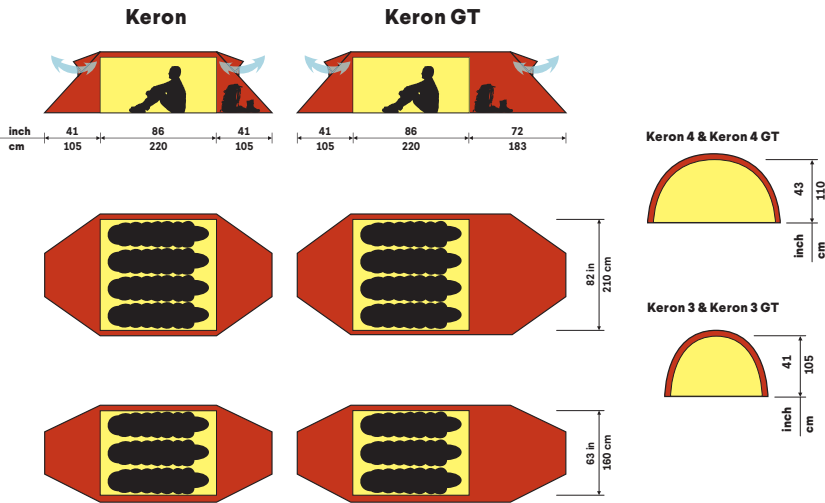 Keron
Keron GT
inch 41 86 41 41 86 72
cm 105 220 105 105 220 183
Keron 4 & Keron 4 GT
43 110
inch cm
82 in
210 cm
Keron 3 & Keron 3 GT
41 105
inch cm
63 in
160 cm